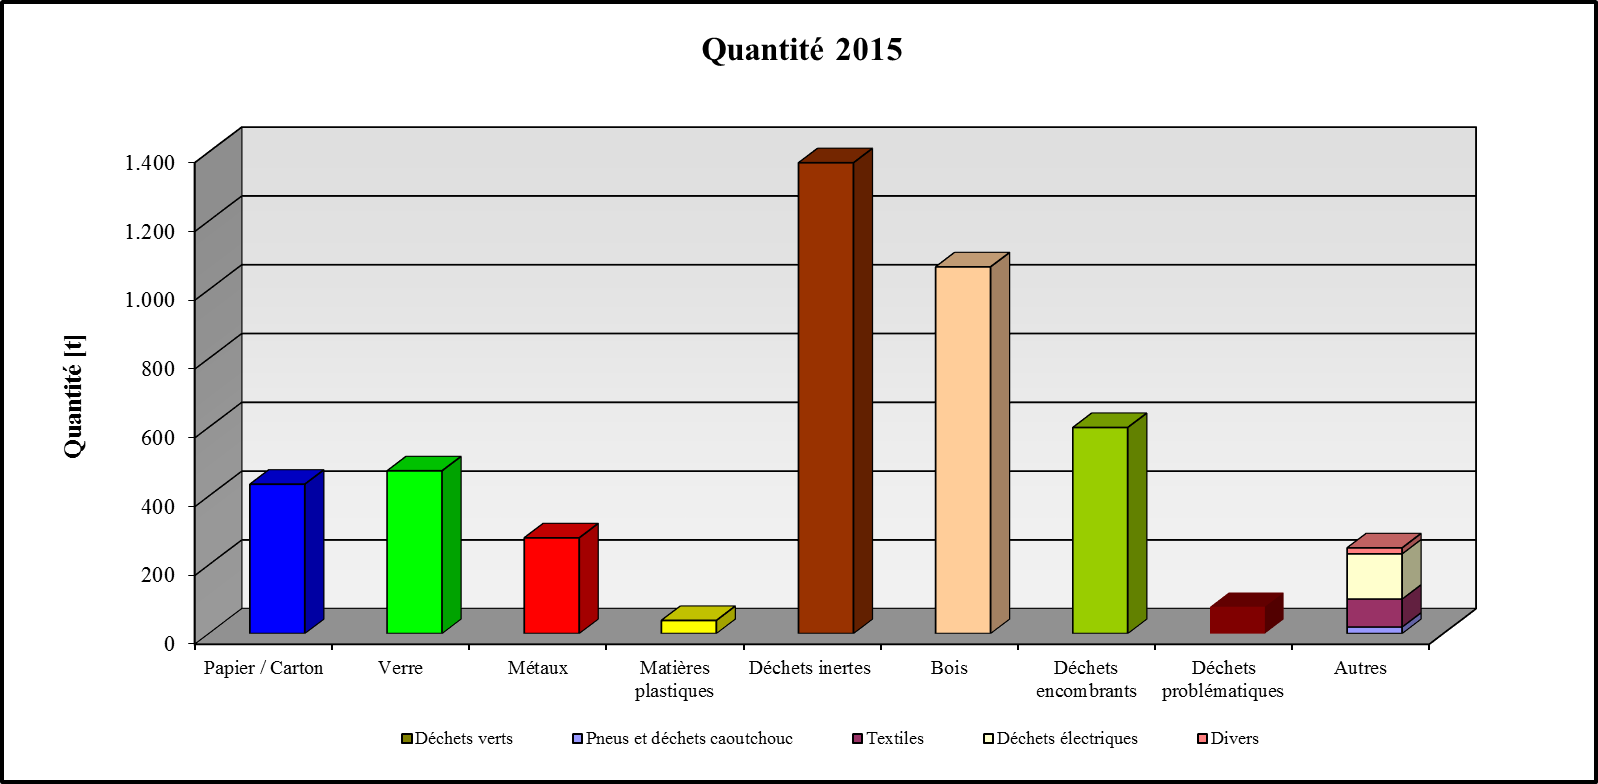 Quantité 2015
1.400
1.200
1.000
800
600
400
200
0
Quantité [t]
Papier / Carton
Verre
Métaux
Matières
plastiques
Déchets inertes
Bois
Déchets
encombrants
Déchets
problématiques
Autres
Déchets verts
Pneus et déchets caoutchouc
Textiles
Déchets électriques
Divers